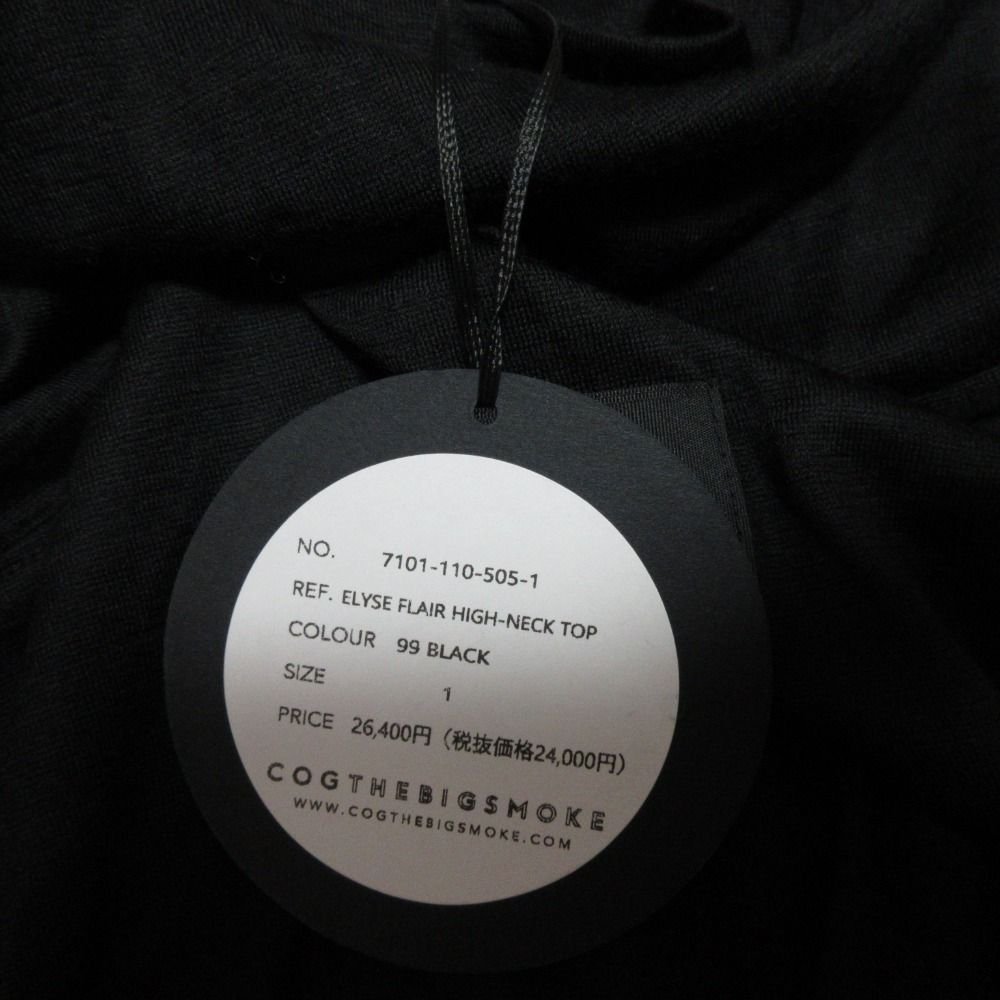 NO. 7101-110-505-1
REF. ELYSE FLAIR HIGH-NECK TOP
COLOUR 99 BLACK
SIZE 1
PRICE 26,400円（税抜価格24,000円）
COGTHEBIGSMOKE
WWW.COGTHEBIGSMOKE.COM